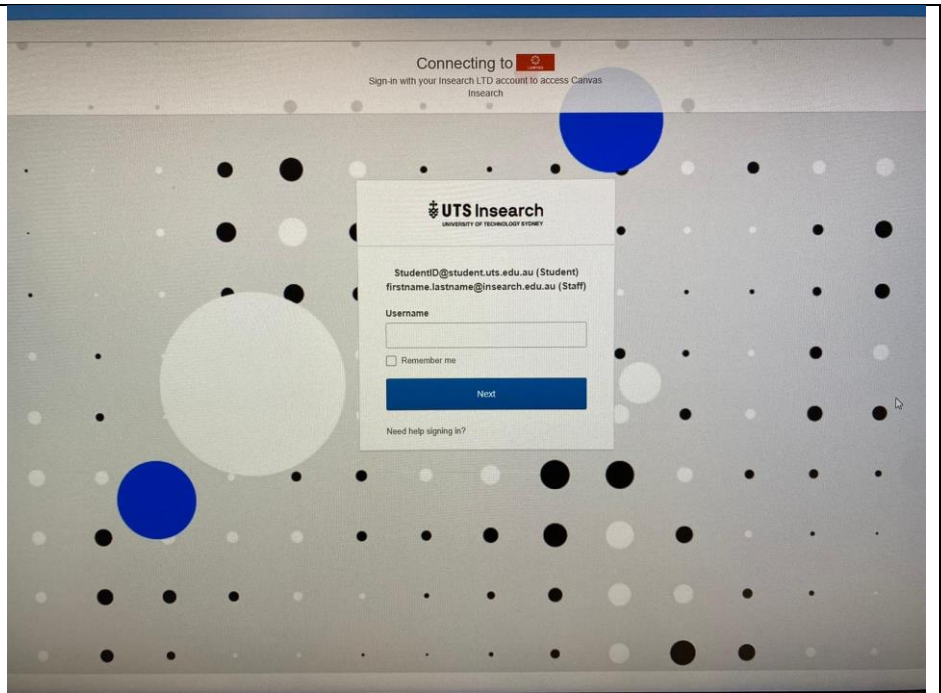 Connecting to
Sign-in with your Insearch LTD account to access Canvas
Insearch
UTS Insearch
UNIVERSITY OF TECHNOLOGY SYDNEY
StudentID@student.uts.edu.au (Student)
firstname.lastname@insearch.edu.au (Staff)
Username
Remember me
Next
Need help signing in?